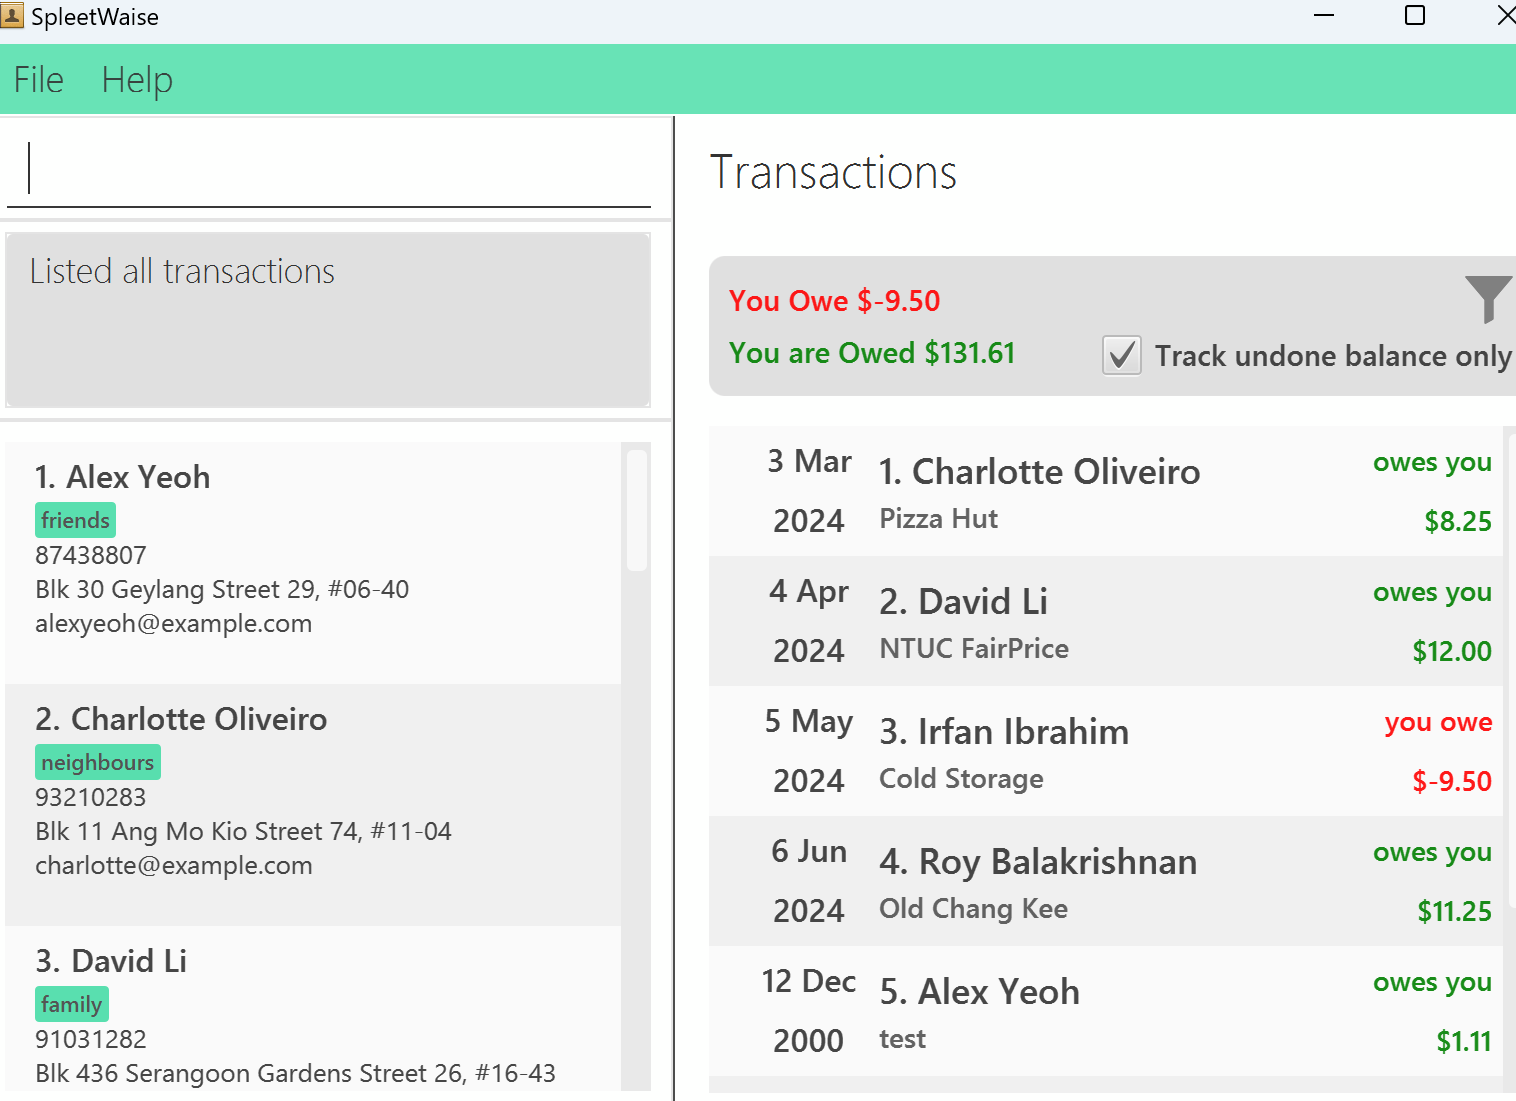 SpleetWaise
File Help
Listed all transactions
1. Alex Yeoh
friends
87438807
Blk 30 Geylang Street 29, #06-40
alexyeoh@example.com
2. Charlotte Oliveiro
neighbours
93210283
Blk 11 Ang Mo Kio Street 74, #11-04
charlotte@example.com
3. David Li
family
91031282
Blk 436 Serangoon Gardens Street 26, #16-43
Transactions
You Owe $-9.50
You are Owed $131.61
Track undone balance only
3 Mar 1. Charlotte Oliveiro owes you
2024 Pizza Hut $8.25
4 Apr 2. David Li owes you
2024 NTUC FairPrice $12.00
5 May 3. Irfan Ibrahim you owe
2024 Cold Storage $-9.50
6 Jun 4. Roy Balakrishnan owes you
2024 Old Chang Kee $11.25
12 Dec 5. Alex Yeoh owes you
2000 test $1.11